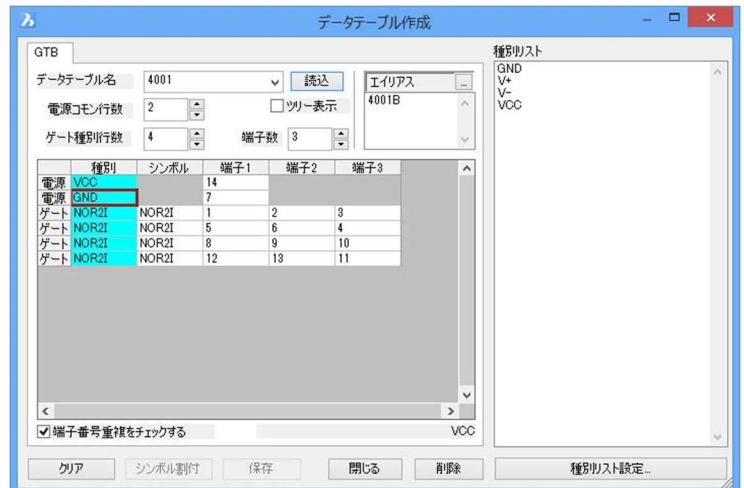 データテーブル作成
GTB
種別リスト
データテーブル名 4001 読込 エイリアス ...
電源コモン行数 2 ツリー表示 4001B
ゲート種別行数 4 端子数 3
GND
V+
V-
VCC
種別 シンボル 端子1 端子2 端子3
電源 VCC 14
電源 GND 7
ゲート NOR2I NOR2I 1 2 3
ゲート NOR2I NOR2I 5 6 4
ゲート NOR2I NOR2I 8 9 10
ゲート NOR2I NOR2I 12 13 11
端子番号重複をチェックする VCC
クリア シンボル割付 保存 閉じる 削除 種別リスト設定...